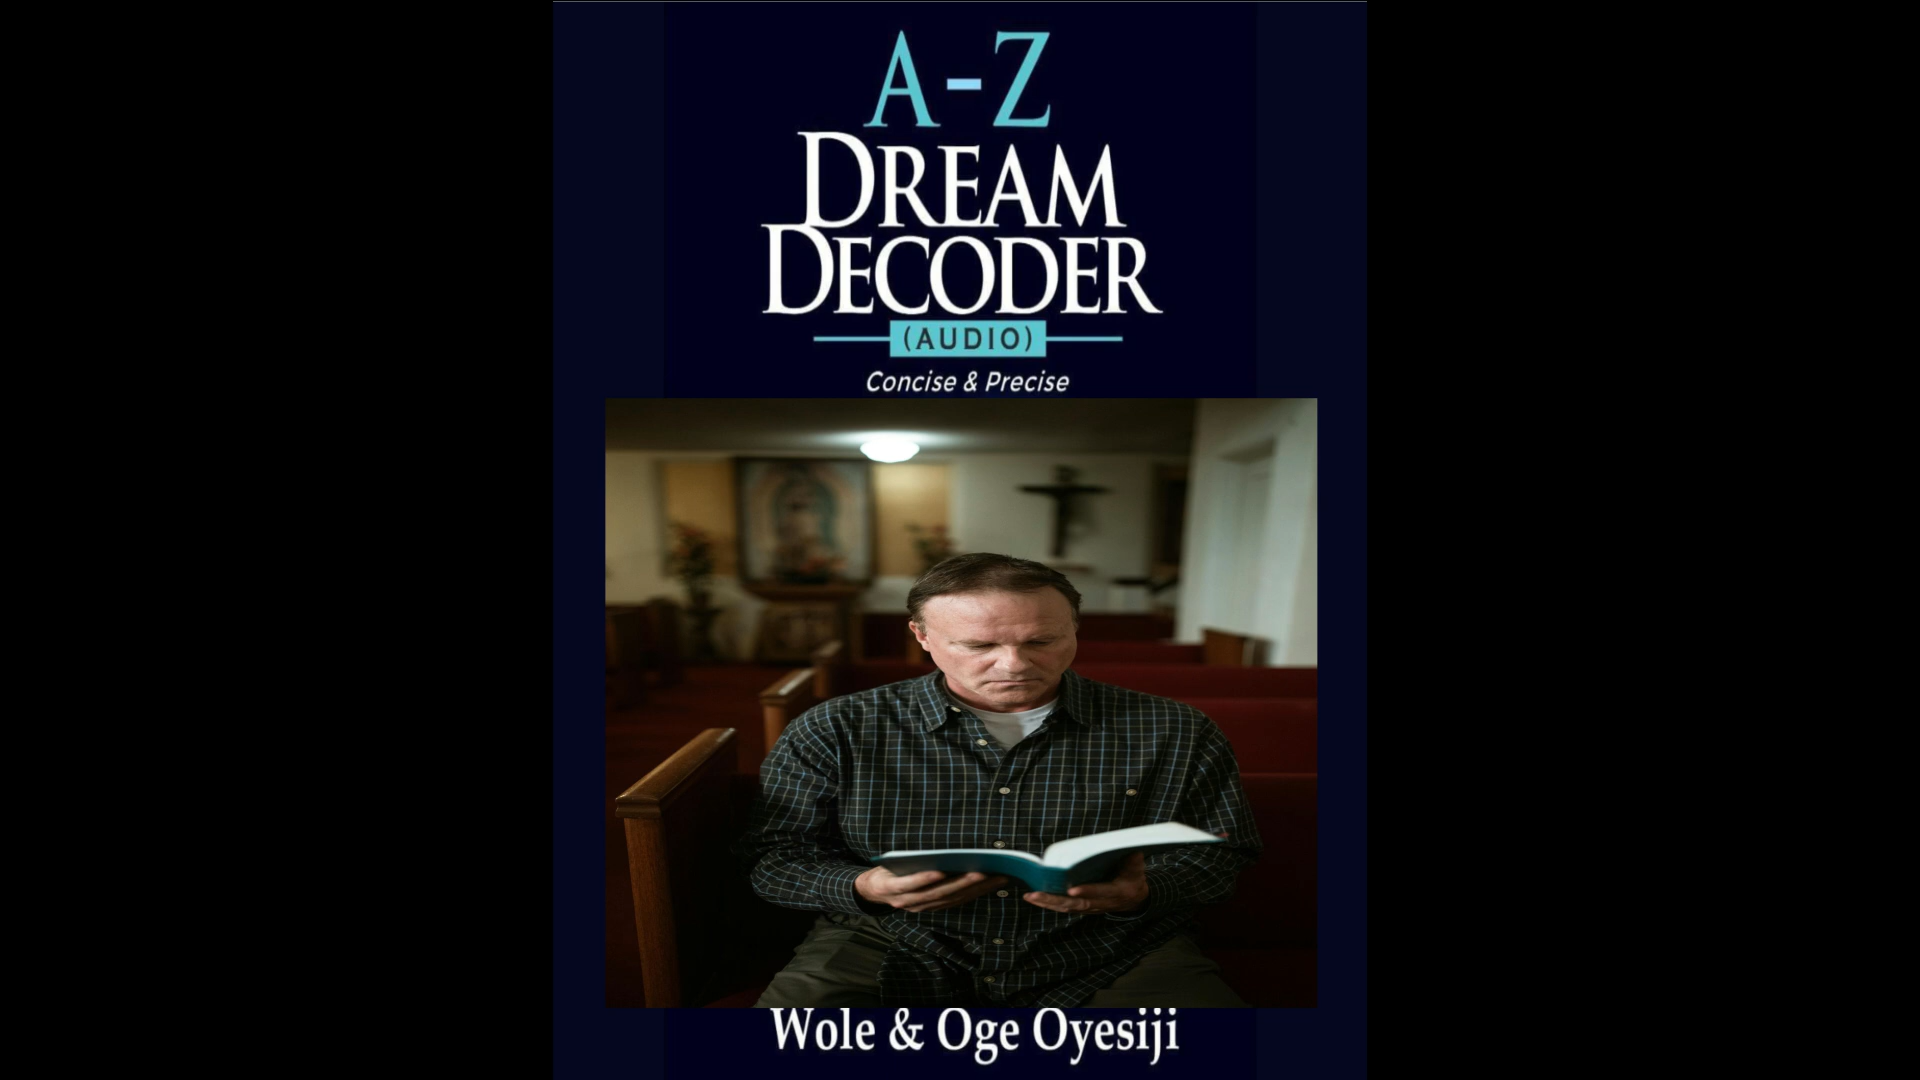 A-Z
DREAM
DECODER
(AUDIO)
Concise & Precise
Wole & Oge Oyesiji